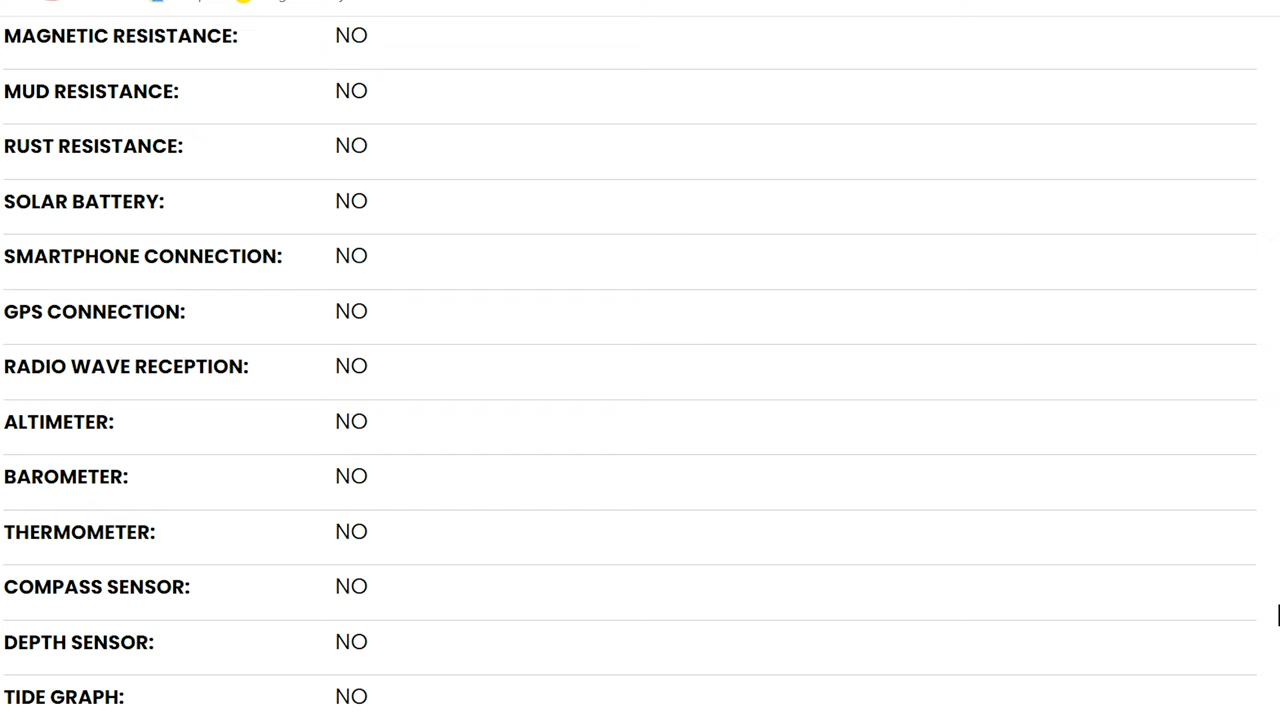 MAGNETIC RESISTANCE: NO
MUD RESISTANCE: NO
RUST RESISTANCE: NO
SOLAR BATTERY: NO
SMARTPHONE CONNECTION: NO
GPS CONNECTION: NO
RADIO WAVE RECEPTION: NO
ALTIMETER: NO
BAROMETER: NO
THERMOMETER: NO
COMPASS SENSOR: NO
DEPTH SENSOR: NO
TIDE GRAPH: NO